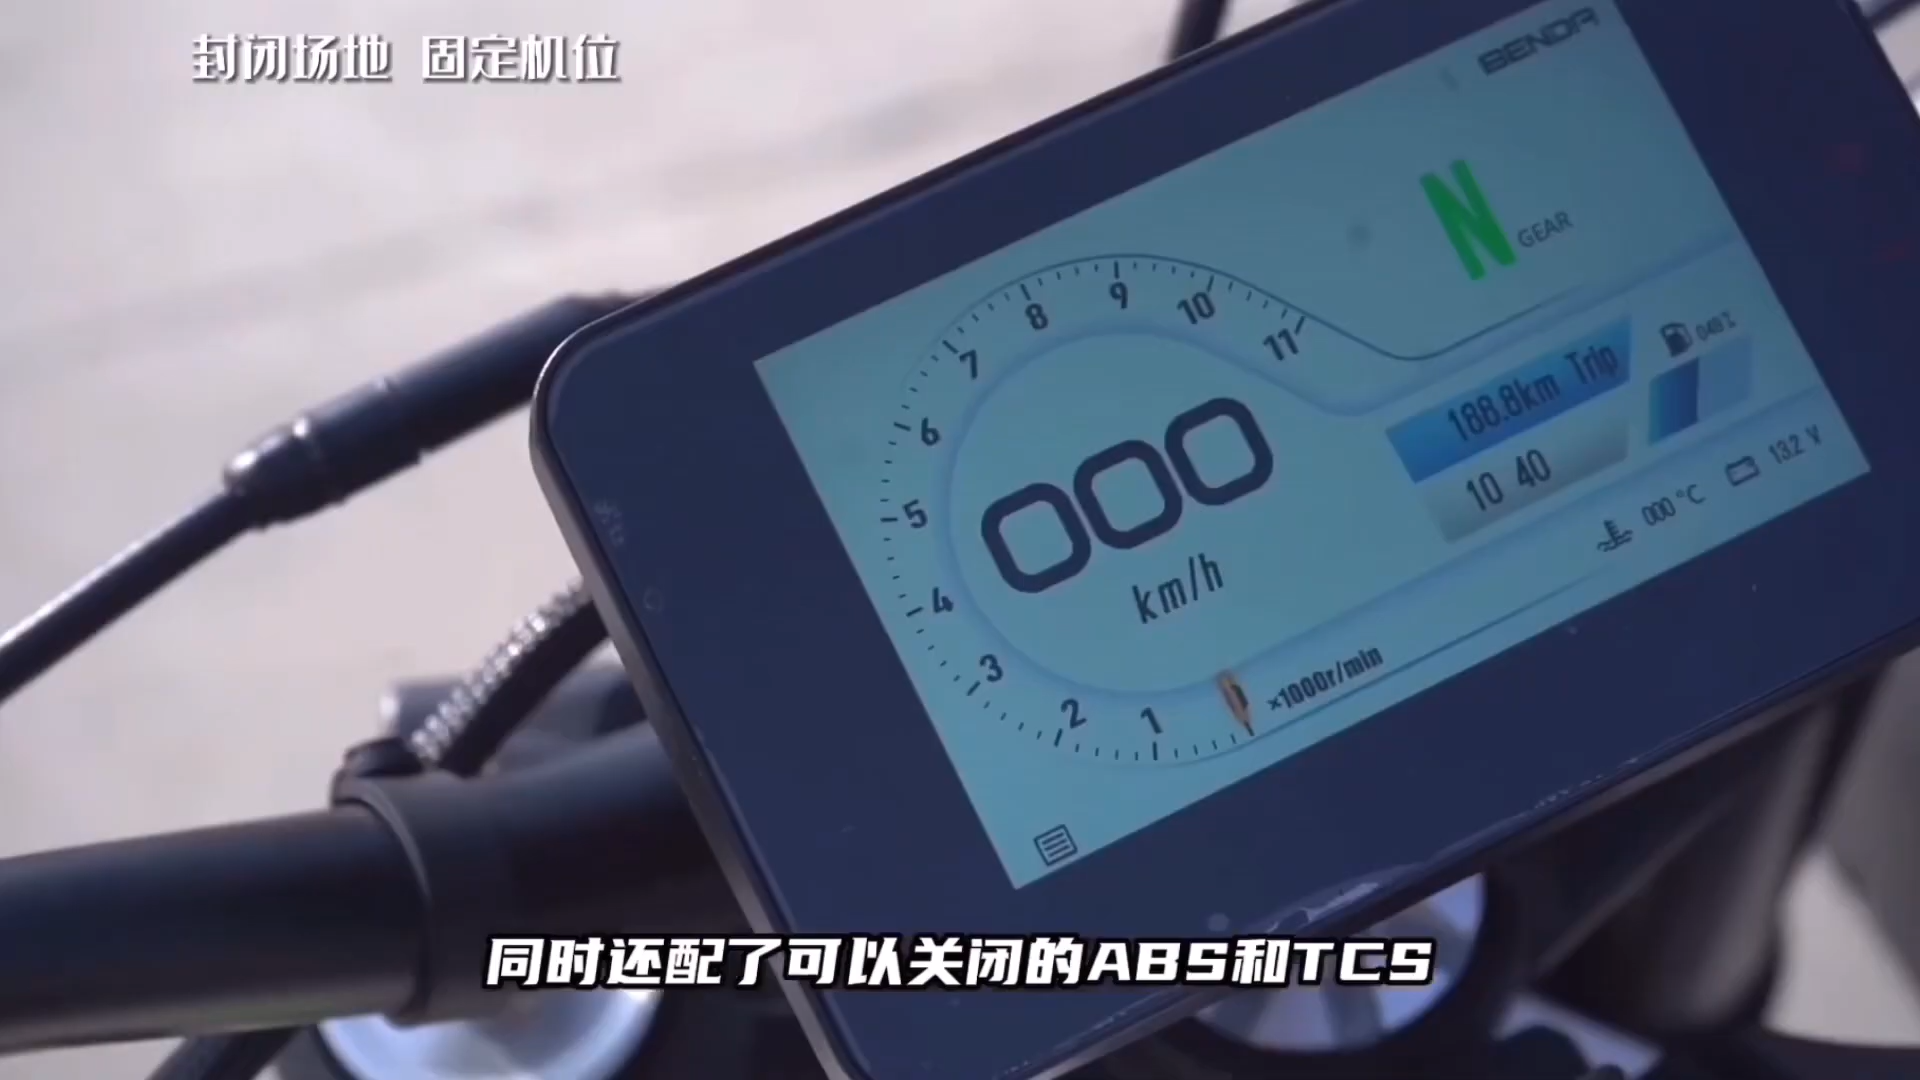 封闭场地 固定机位
BENDA
N GEAR
8 9 10 11
7
6
5
4
3
2 1
×1000r/min
000
km/h
188.8km Trip
10 40
000 °C
13.2 V
同时还配了可以关闭的ABS和TCS